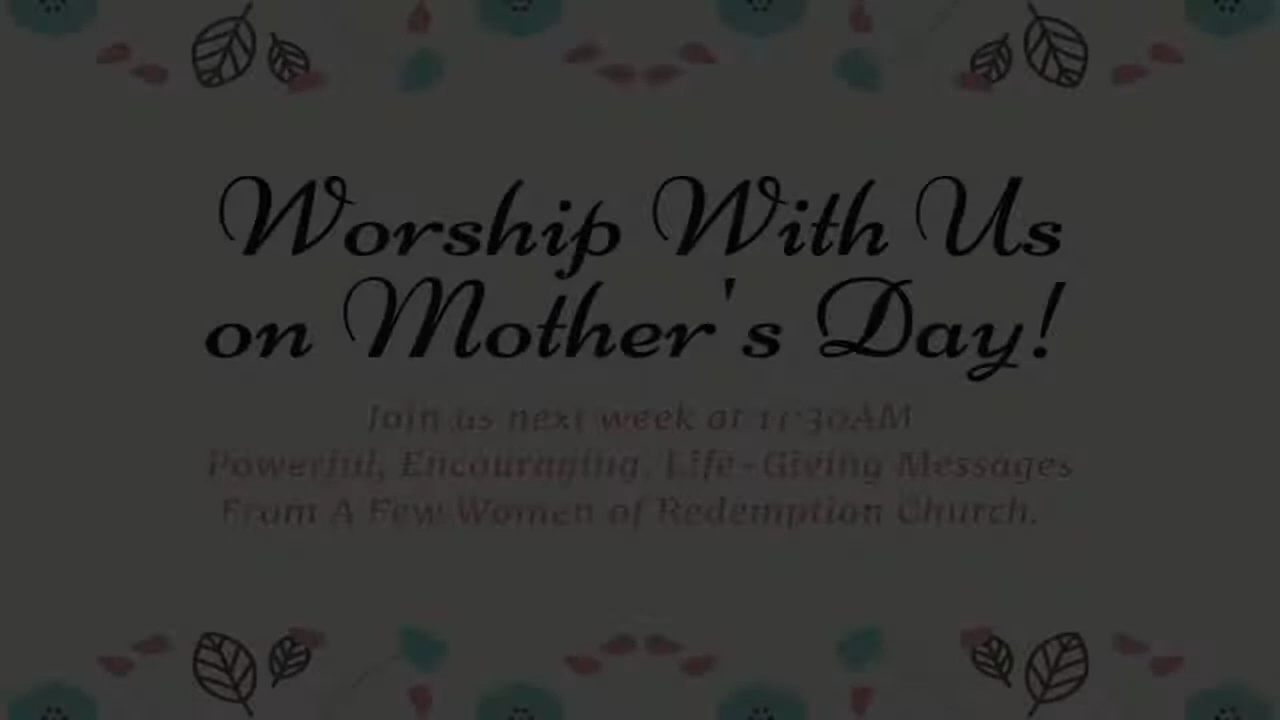 Worship With Us
on Mother's Day!
Join us next week at 11:30AM
Powerful, Encouraging, Life-Giving Messages
From A Few Women of Redemption Church.